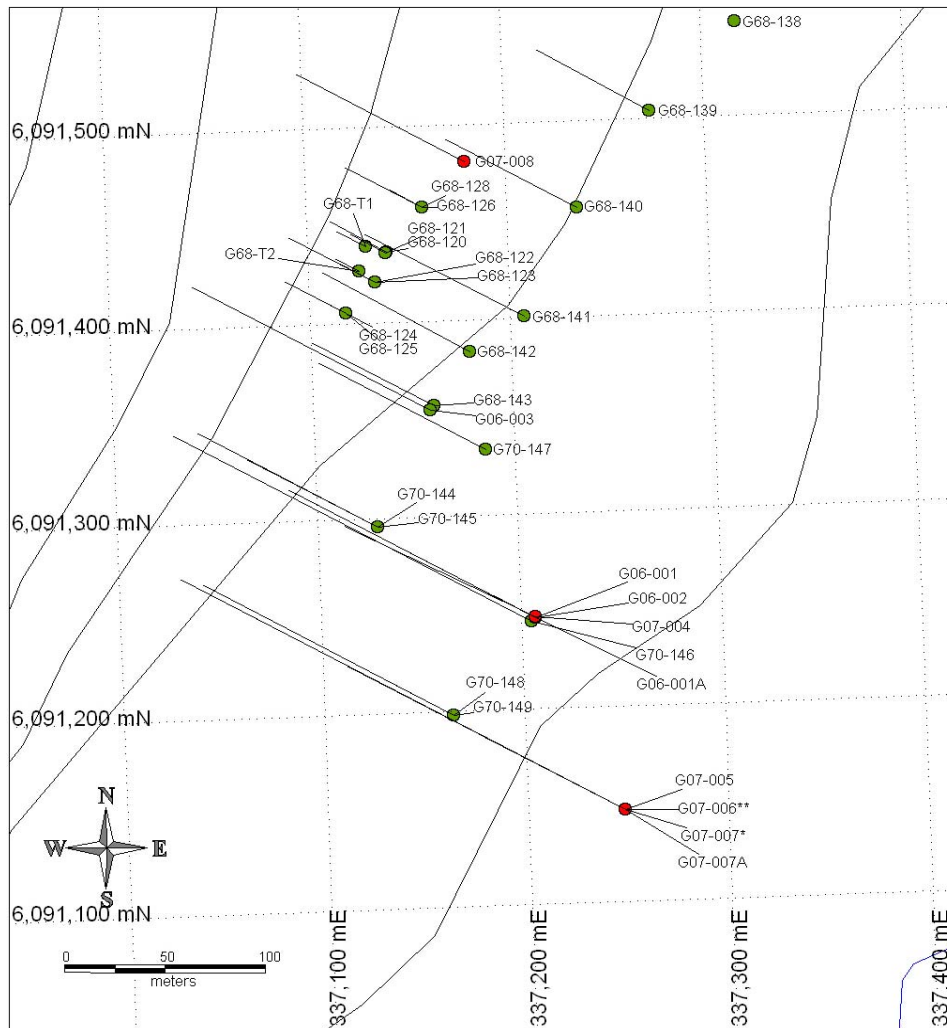 G68-138
G68-139
6,091,500 mN
G07-008
G68-128
G68-126
G68-140
G68-T1
G68-121
G68-120
G68-T2
G68-122
G68-123
6,091,400 mN
G68-141
G68-124
G68-125
G68-142
G68-143
G06-003
G70-147
6,091,300 mN
G70-144
G70-145
G06-001
G06-002
G07-004
G70-146
G06-001A
6,091,200 mN
G70-148
G70-149
G07-005
G07-006**
G07-007*
G07-007A
N
W
E
S
6,091,100 mN
0 50 100
meters
337,100 mE
337,200 mE
337,300 mE
337,400 mE